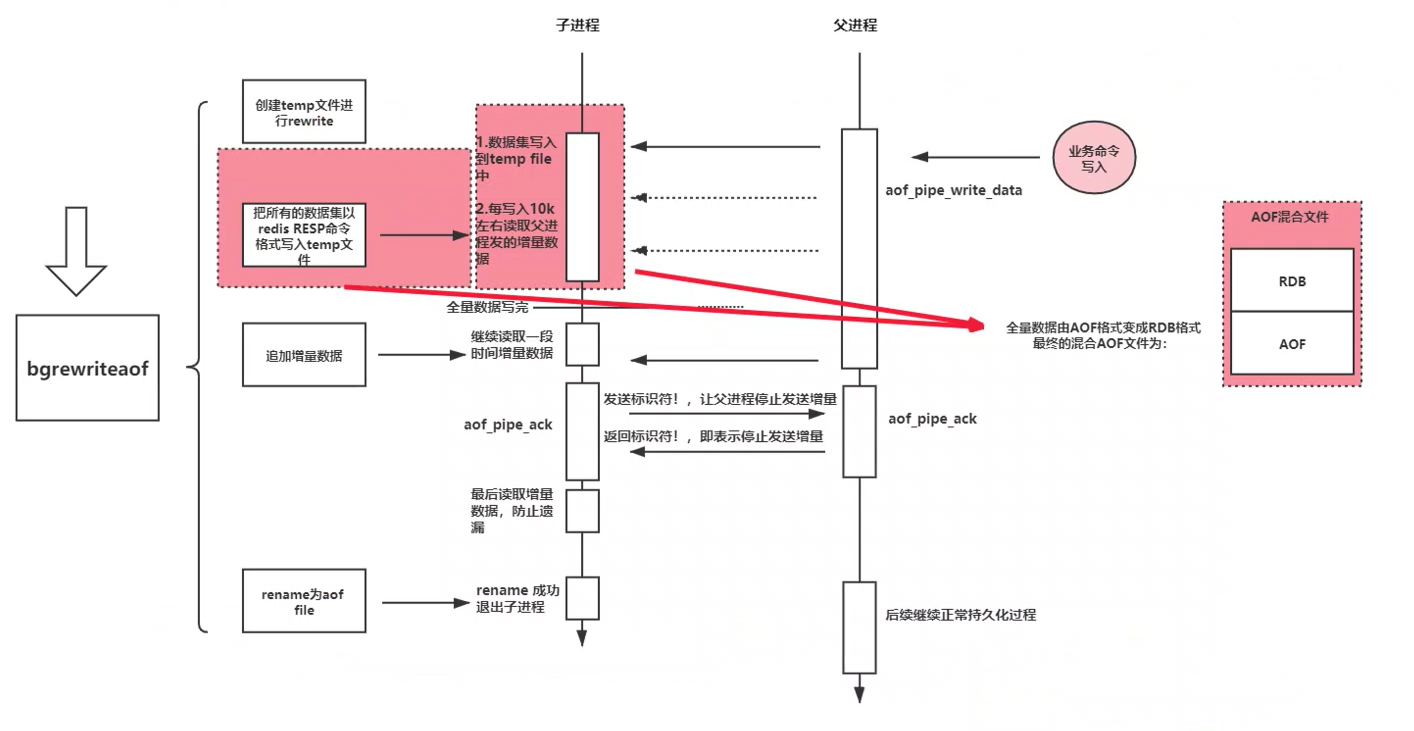 子进程
父进程
创建temp文件进
行rewrite
1.数据集写入
到temp file
中
2.每写入10k
左右读取父进
程发的增量数
据
业务命令
写入
aof_pipe_write_data
把所有的数据集以
redis RESP命令
格式写入temp文
件
AOF混合文件
RDB
AOF
全量数据写完
全量数据由AOF格式变成RDB格式
最终的混合AOF文件为：
bgrewriteaof
追加增量数据
继续读取一段
时间增量数据
发送标识符！，让父进程停止发送增量
aof_pipe_ack
aof_pipe_ack
返回标识符！，即表示停止发送增量
最后读取增量
数据，防止遗
漏
rename为aof
file
rename 成功
退出子进程
后续继续正常持久化过程